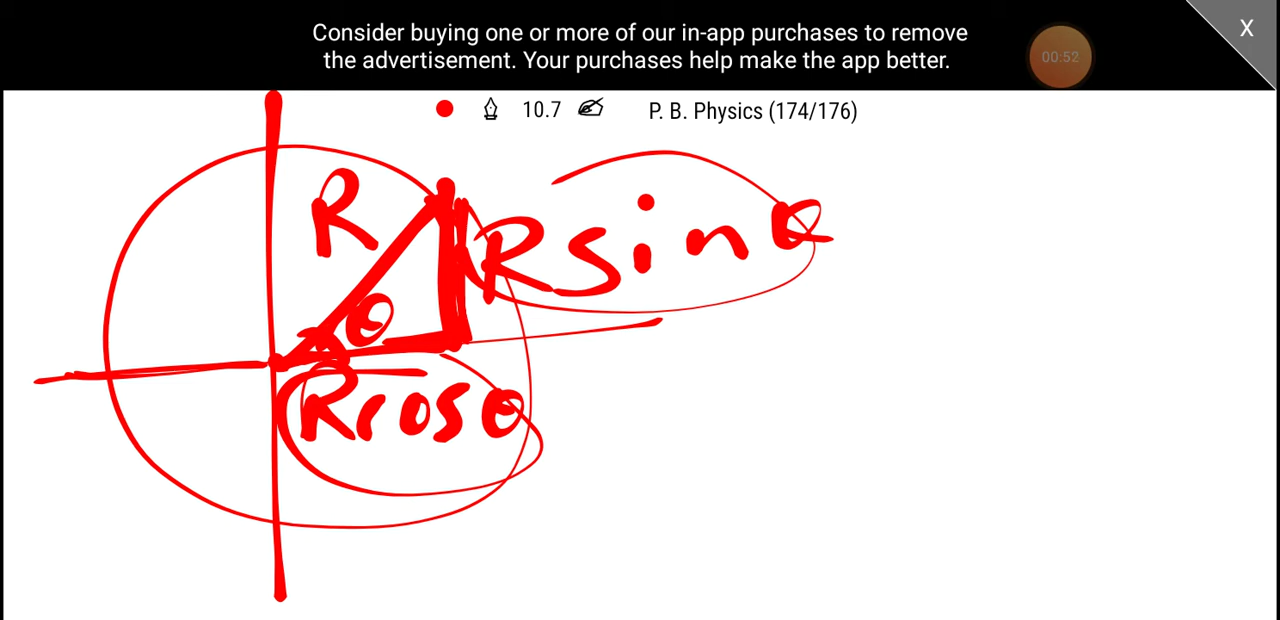 Consider buying one or more of our in-app purchases to remove
the advertisement. Your purchases help make the app better.
00:52
X
10.7 P. B. Physics (174/176)
R
Rsinθ
θ
Rcosθ